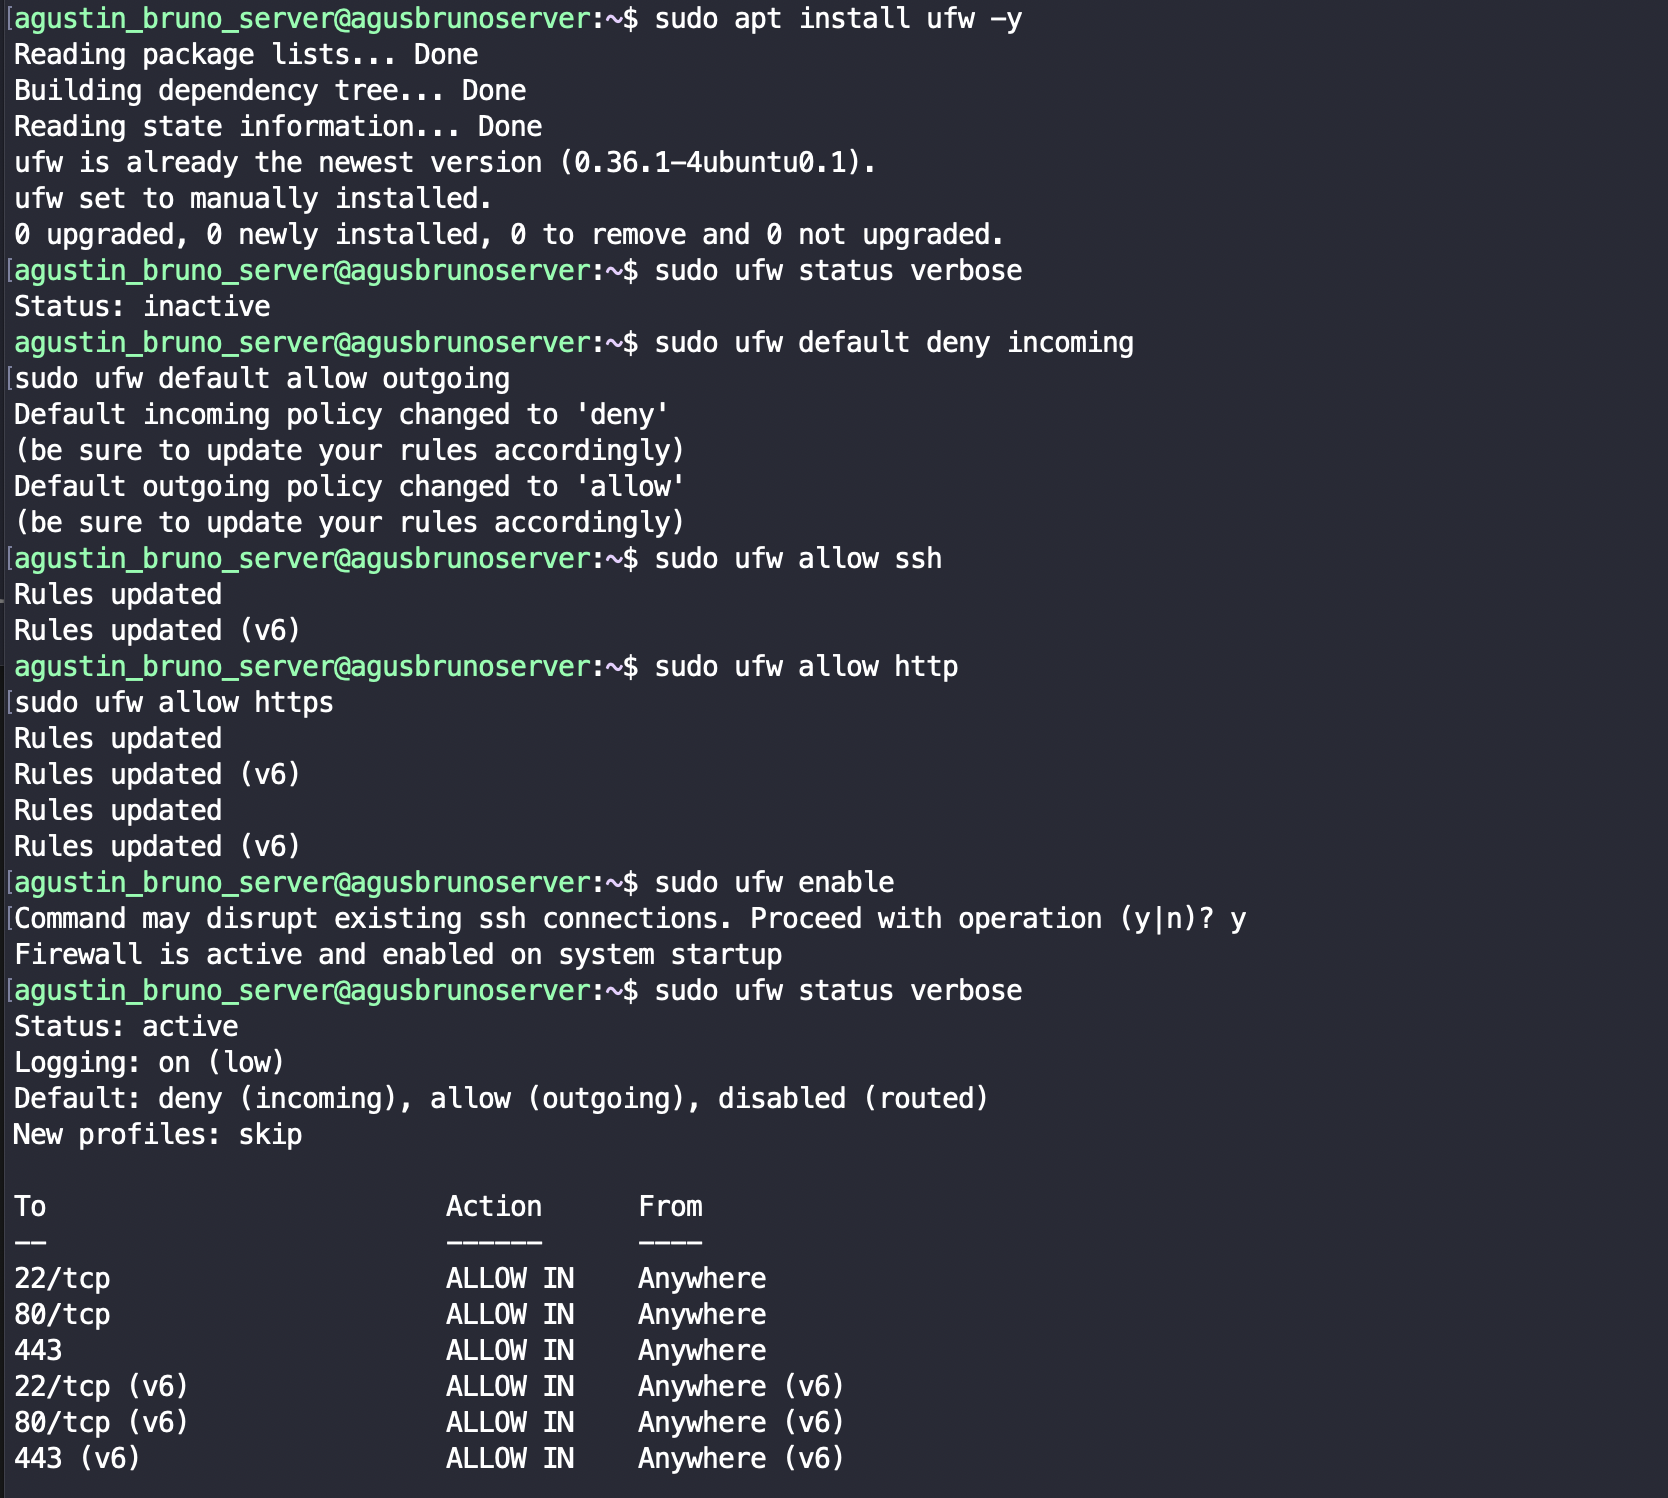 [agustin_bruno_server@agusbrunoserver:~$ sudo apt install ufw -y
Reading package lists... Done
Building dependency tree... Done
Reading state information... Done
ufw is already the newest version (0.36.1-4ubuntu0.1).
ufw set to manually installed.
0 upgraded, 0 newly installed, 0 to remove and 0 not upgraded.
[agustin_bruno_server@agusbrunoserver:~$ sudo ufw status verbose
Status: inactive
agustin_bruno_server@agusbrunoserver:~$ sudo ufw default deny incoming
[sudo ufw default allow outgoing
Default incoming policy changed to 'deny'
(be sure to update your rules accordingly)
Default outgoing policy changed to 'allow'
(be sure to update your rules accordingly)
[agustin_bruno_server@agusbrunoserver:~$ sudo ufw allow ssh
Rules updated
Rules updated (v6)
agustin_bruno_server@agusbrunoserver:~$ sudo ufw allow http
[sudo ufw allow https
Rules updated
Rules updated (v6)
Rules updated
Rules updated (v6)
[agustin_bruno_server@agusbrunoserver:~$ sudo ufw enable
[Command may disrupt existing ssh connections. Proceed with operation (y|n)? y
Firewall is active and enabled on system startup
[agustin_bruno_server@agusbrunoserver:~$ sudo ufw status verbose
Status: active
Logging: on (low)
Default: deny (incoming), allow (outgoing), disabled (routed)
New profiles: skip

To                         Action      From
--                         ------      ----
22/tcp                     ALLOW IN    Anywhere
80/tcp                     ALLOW IN    Anywhere
443                        ALLOW IN    Anywhere
22/tcp (v6)                ALLOW IN    Anywhere (v6)
80/tcp (v6)                ALLOW IN    Anywhere (v6)
443 (v6)                   ALLOW IN    Anywhere (v6)